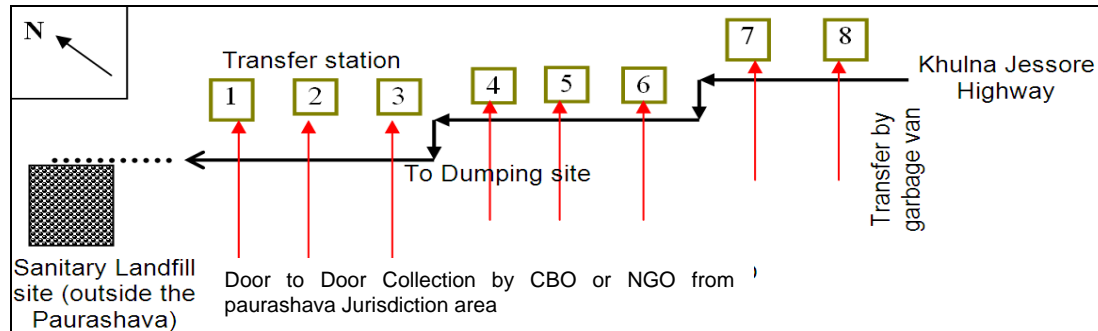 N
Transfer station
1
2
3
4
5
6
7
8
Khulna Jessore
Highway
To Dumping site
Transfer by
garbage van
Sanitary Landfill
site (outside the
Paurashava)
Door to Door Collection by CBO or NGO from
paurashava Jurisdiction area